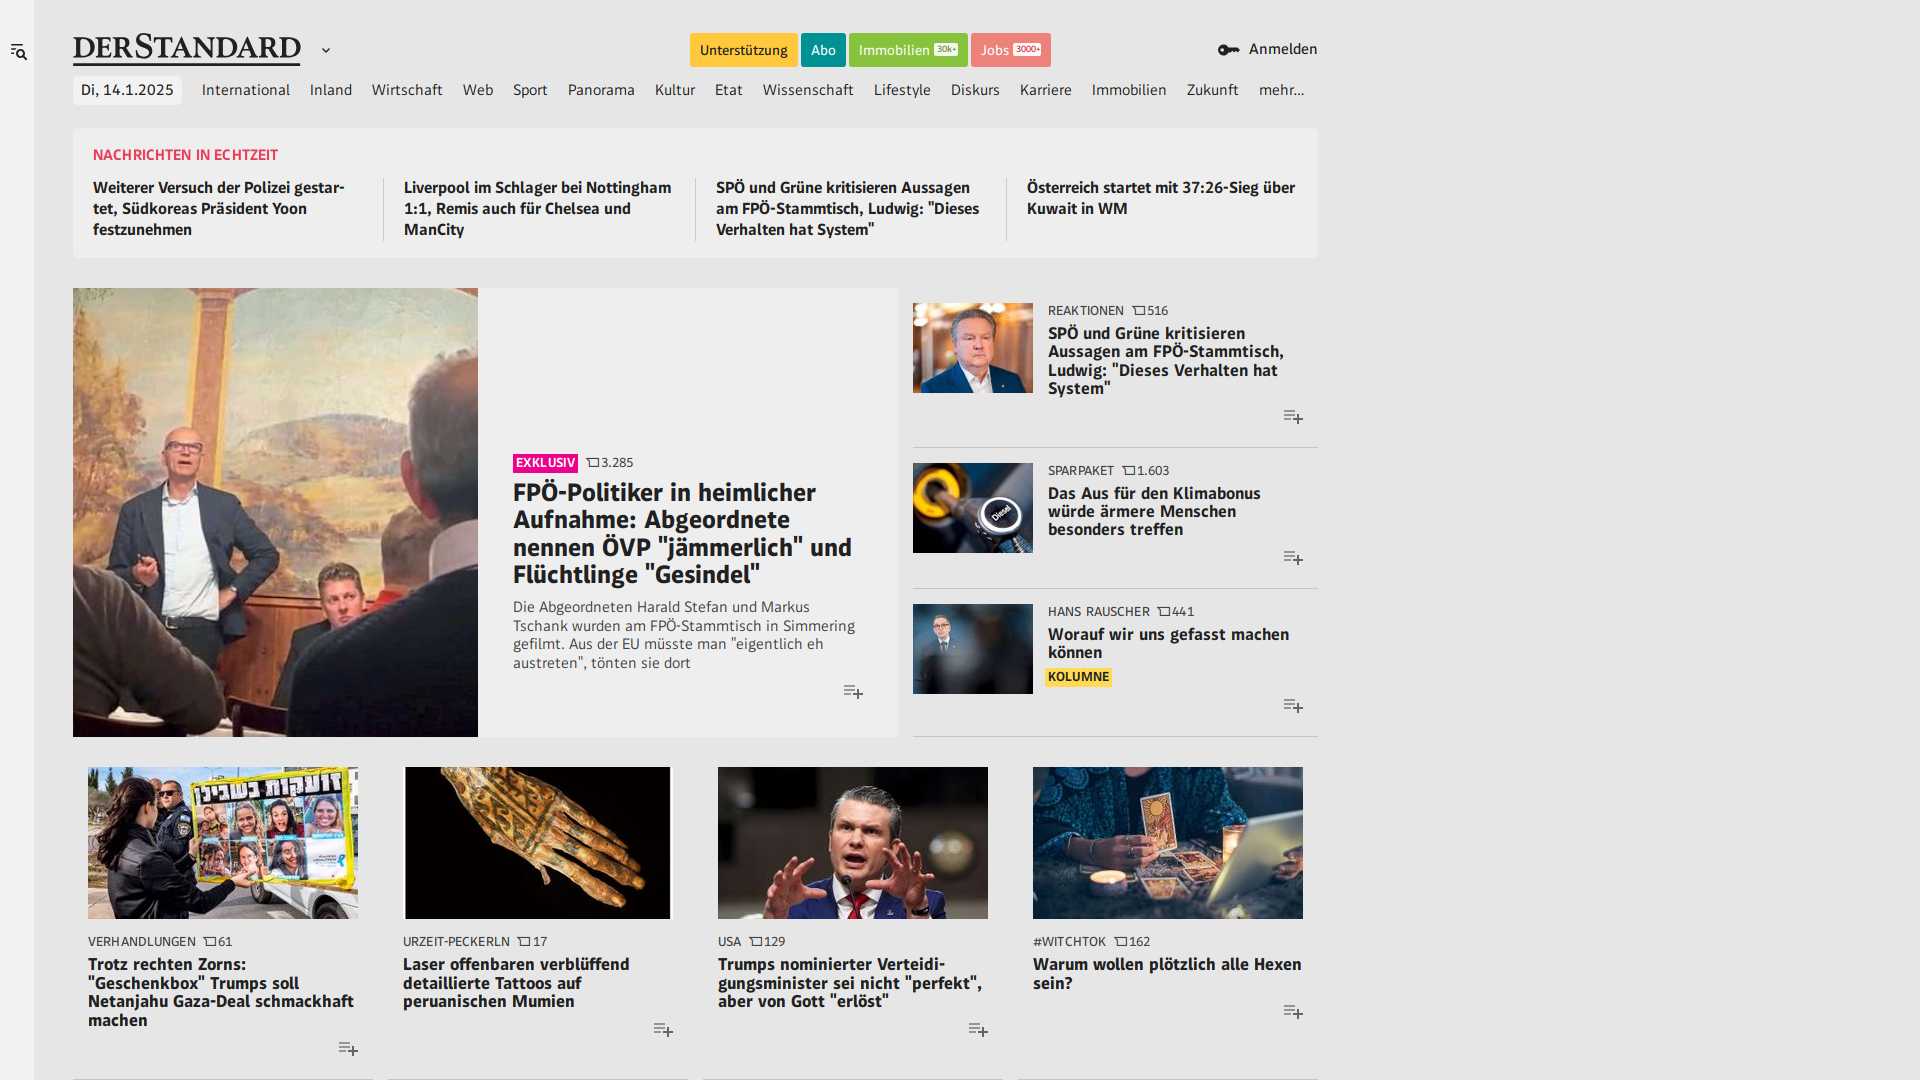 DERSTANDARD
Unterstützung
Abo
Immobilien 30k+
Jobs 3000+
Anmelden
Di, 14.1.2025
International
Inland
Wirtschaft
Web
Sport
Panorama
Kultur
Etat
Wissenschaft
Lifestyle
Diskurs
Karriere
Immobilien
Zukunft
mehr...
NACHRICHTEN IN ECHTZEIT
Weiterer Versuch der Polizei gestar-
tet, Südkoreas Präsident Yoon
festzunehmen
Liverpool im Schlager bei Nottingham
1:1, Remis auch für Chelsea und
ManCity
SPÖ und Grüne kritisieren Aussagen
am FPÖ-Stammtisch, Ludwig: "Dieses
Verhalten hat System"
Österreich startet mit 37:26-Sieg über
Kuwait in WM
EXKLUSIV 3.285
FPÖ-Politiker in heimlicher
Aufnahme: Abgeordnete
nennen ÖVP "jämmerlich" und
Flüchtlinge "Gesindel"
Die Abgeordneten Harald Stefan und Markus
Tschank wurden am FPÖ-Stammtisch in Simmering
gefilmt. Aus der EU müsste man "eigentlich eh
austreten", tönten sie dort
REAKTIONEN 516
SPÖ und Grüne kritisieren
Aussagen am FPÖ-Stammtisch,
Ludwig: "Dieses Verhalten hat
System"
Diesel
SPARPAKET 1.603
Das Aus für den Klimabonus
würde ärmere Menschen
besonders treffen
HANS RAUSCHER 441
Worauf wir uns gefasst machen
können
KOLUMNE
VERHANDLUNGEN 61
Trotz rechten Zorns:
"Geschenkbox" Trumps soll
Netanjahu Gaza-Deal schmackhaft
machen
URZEIT-PECKERLN 17
Laser offenbaren verblüffend
detaillierte Tattoos auf
peruanischen Mumien
USA 129
Trumps nominierter Verteidi-
gungsminister sei nicht "perfekt",
aber von Gott "erlöst"
#WITCHTOK 162
Warum wollen plötzlich alle Hexen
sein?